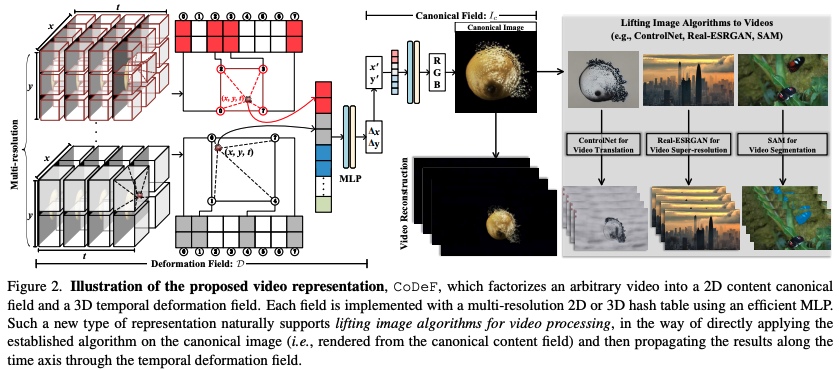 t
x
y
Multi-resolution
x
y
t
0 1 2 3 4 5 6 7
(x, y, t)
(x, y, t)
0 1 2 3 4 5 6 7
Deformation Field: 𝒟
MLP
x'
y'
Δx
Δy
Canonical Field: f_c
R
G
B
Canonical Image
Video Reconstruction
Lifting Image Algorithms to Videos
(e.g., ControlNet, Real-ESRGAN, SAM)
ControlNet for
Video Translation
Real-ESRGAN for
Video Super-resolution
SAM for
Video Segmentation
Figure 2. Illustration of the proposed video representation, CoDeF, which factorizes an arbitrary video into a 2D content canonical
field and a 3D temporal deformation field. Each field is implemented with a multi-resolution 2D or 3D hash table using an efficient MLP.
Such a new type of representation naturally supports lifting image algorithms for video processing, in the way of directly applying the
established algorithm on the canonical image (i.e., rendered from the canonical content field) and then propagating the results along the
time axis through the temporal deformation field.